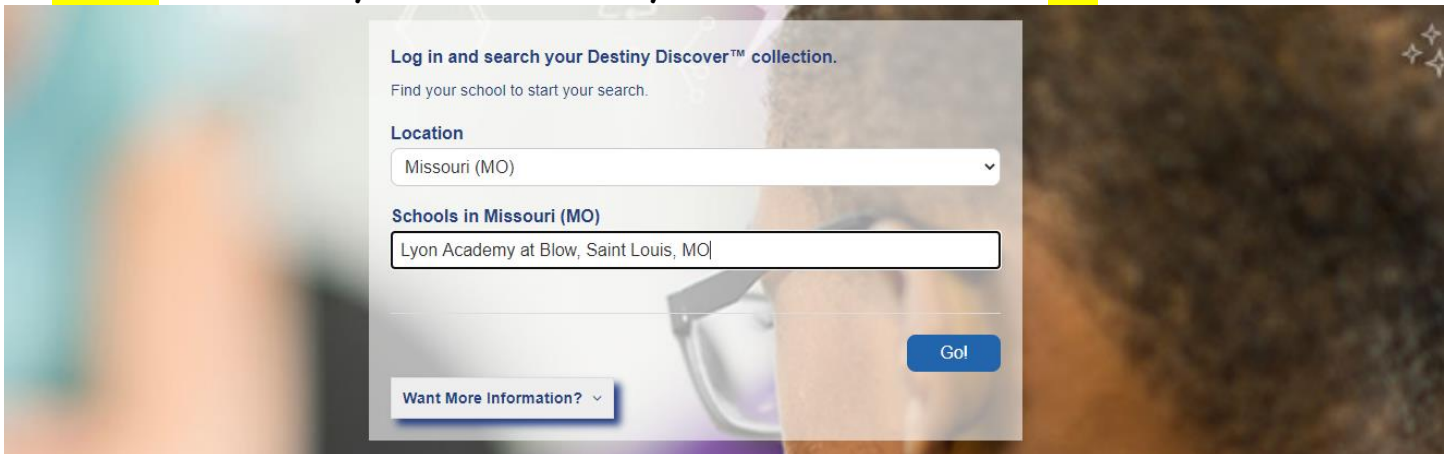 Log in and search your Destiny Discover™ collection.
Find your school to start your search.
Location
Missouri (MO)
Schools in Missouri (MO)
Lyon Academy at Blow, Saint Louis, MO
Go!
Want More Information?